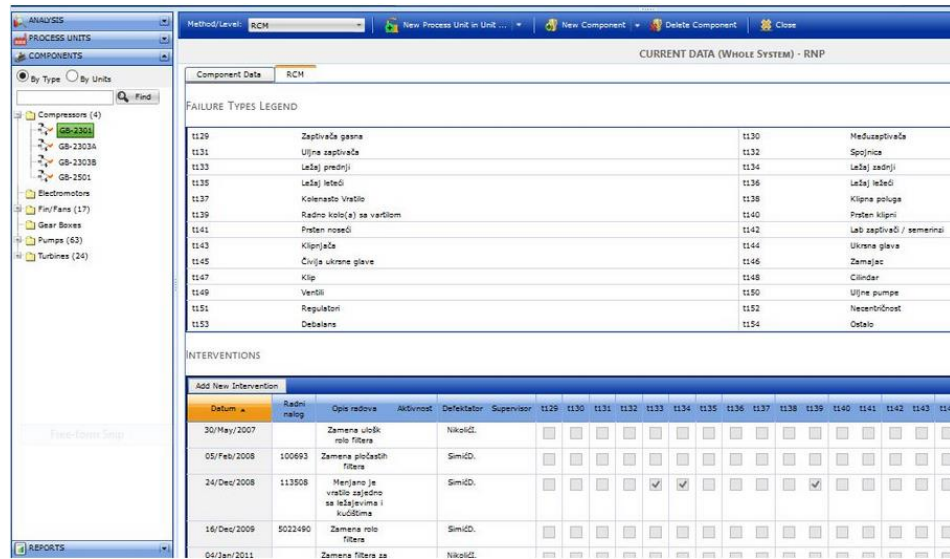 ANALYSIS
PROCESS UNITS
COMPONENTS
By Type By Units
Find
Compressors (4)
GB-2301
GB-2303A
GB-2303B
GB-2501
Electromotors
Fin/Fans (17)
Gear Boxes
Pumps (63)
Turbines (24)
REPORTS
Free-form Snip
Method/Level: RCM New Process Unit in Unit ... New Component Delete Component Close
CURRENT DATA (WHOLE SYSTEM) - RNP
Component Data RCM
FAILURE TYPES LEGEND
t129 Zaptivača gasna t130 Međuzaptivača
t131 Uljna zaptivača t132 Spojnica
t133 Ležaj prednji t134 Ležaj zadnji
t135 Ležaj leteći t136 Ležaj ležeći
t137 Kolenasto Vratilo t138 Klipna poluga
t139 Radno kolo(a) sa vartilom t140 Prsten klipni
t141 Prsten noseći t142 Lab zaptivači / semerinzi
t143 Klipnjača t144 Ukrsna glava
t145 Čivija ukrsne glave t146 Zamajac
t147 Klip t148 Cilindar
t149 Ventili t150 Uljne pumpe
t151 Regulatori t152 Necentričnost
t153 Debalans t154 Ostalo
INTERVENTIONS
Add New Intervention
Datum Radni nalog Opis radova Aktivnost Defektator Supervisor t129 t130 t131 t132 t133 t134 t135 t136 t137 t138 t139 t140 t141 t142 t143
30/May/2007 Zamena uložk rolo filtera NikolićI.
05/Feb/2008 100693 Zamena pločastih filtera SimićD.
24/Dec/2008 113508 Menjano je vratilo zajedno sa ležajevima i kućištima SimićD.
16/Dec/2009 5022490 Zamena rolo filtera SimićD.
04/Jan/2011 Zamena filtera za NikolićI.